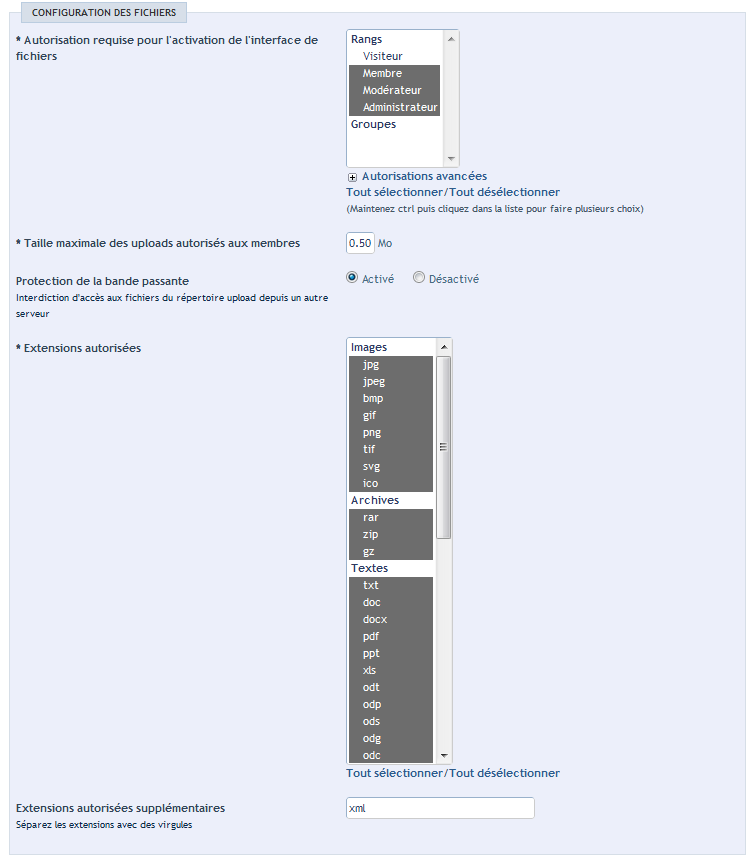 CONFIGURATION DES FICHIERS
* Autorisation requise pour l'activation de l'interface de
fichiers
Rangs
Visiteur
Membre
Modérateur
Administrateur
Groupes
Autorisations avancées
Tout sélectionner/Tout désélectionner
(Maintenez ctrl puis cliquez dans la liste pour faire plusieurs choix)
* Taille maximale des uploads autorisés aux membres
0.50 Mo
Protection de la bande passante
Interdiction d'accès aux fichiers du répertoire upload depuis un autre
serveur
Activé Désactivé
* Extensions autorisées
Images
jpg
jpeg
bmp
gif
png
tif
svg
ico
Archives
rar
zip
gz
Textes
txt
doc
docx
pdf
ppt
xls
odt
odp
ods
odg
odc
Tout sélectionner/Tout désélectionner
Extensions autorisées supplémentaires
Séparez les extensions avec des virgules
xml